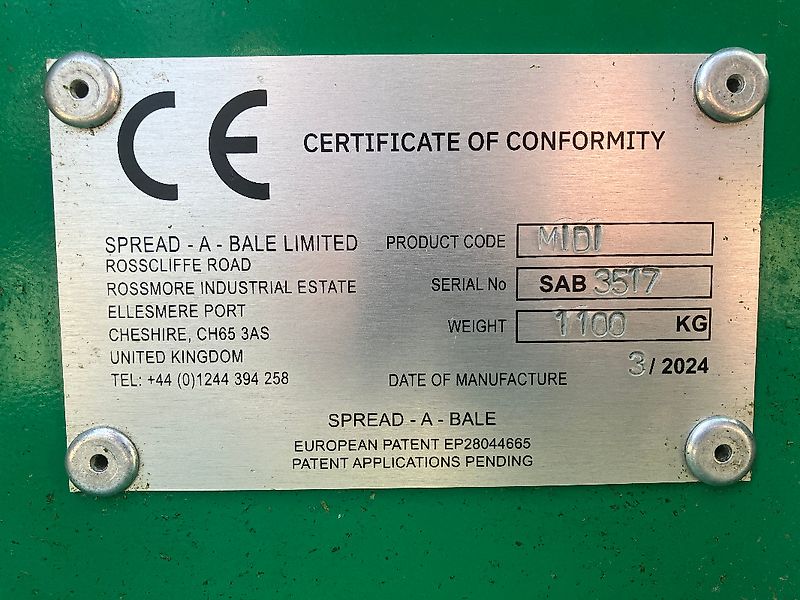 CE CERTIFICATE OF CONFORMITY
SPREAD - A - BALE LIMITED
ROSSCLIFFE ROAD
ROSSMORE INDUSTRIAL ESTATE
ELLESMERE PORT
CHESHIRE, CH65 3AS
UNITED KINGDOM
TEL: +44 (0)1244 394 258
PRODUCT CODE MIDI
SERIAL No SAB 3517
WEIGHT 1100 KG
DATE OF MANUFACTURE 3 / 2024
SPREAD - A - BALE
EUROPEAN PATENT EP28044665
PATENT APPLICATIONS PENDING